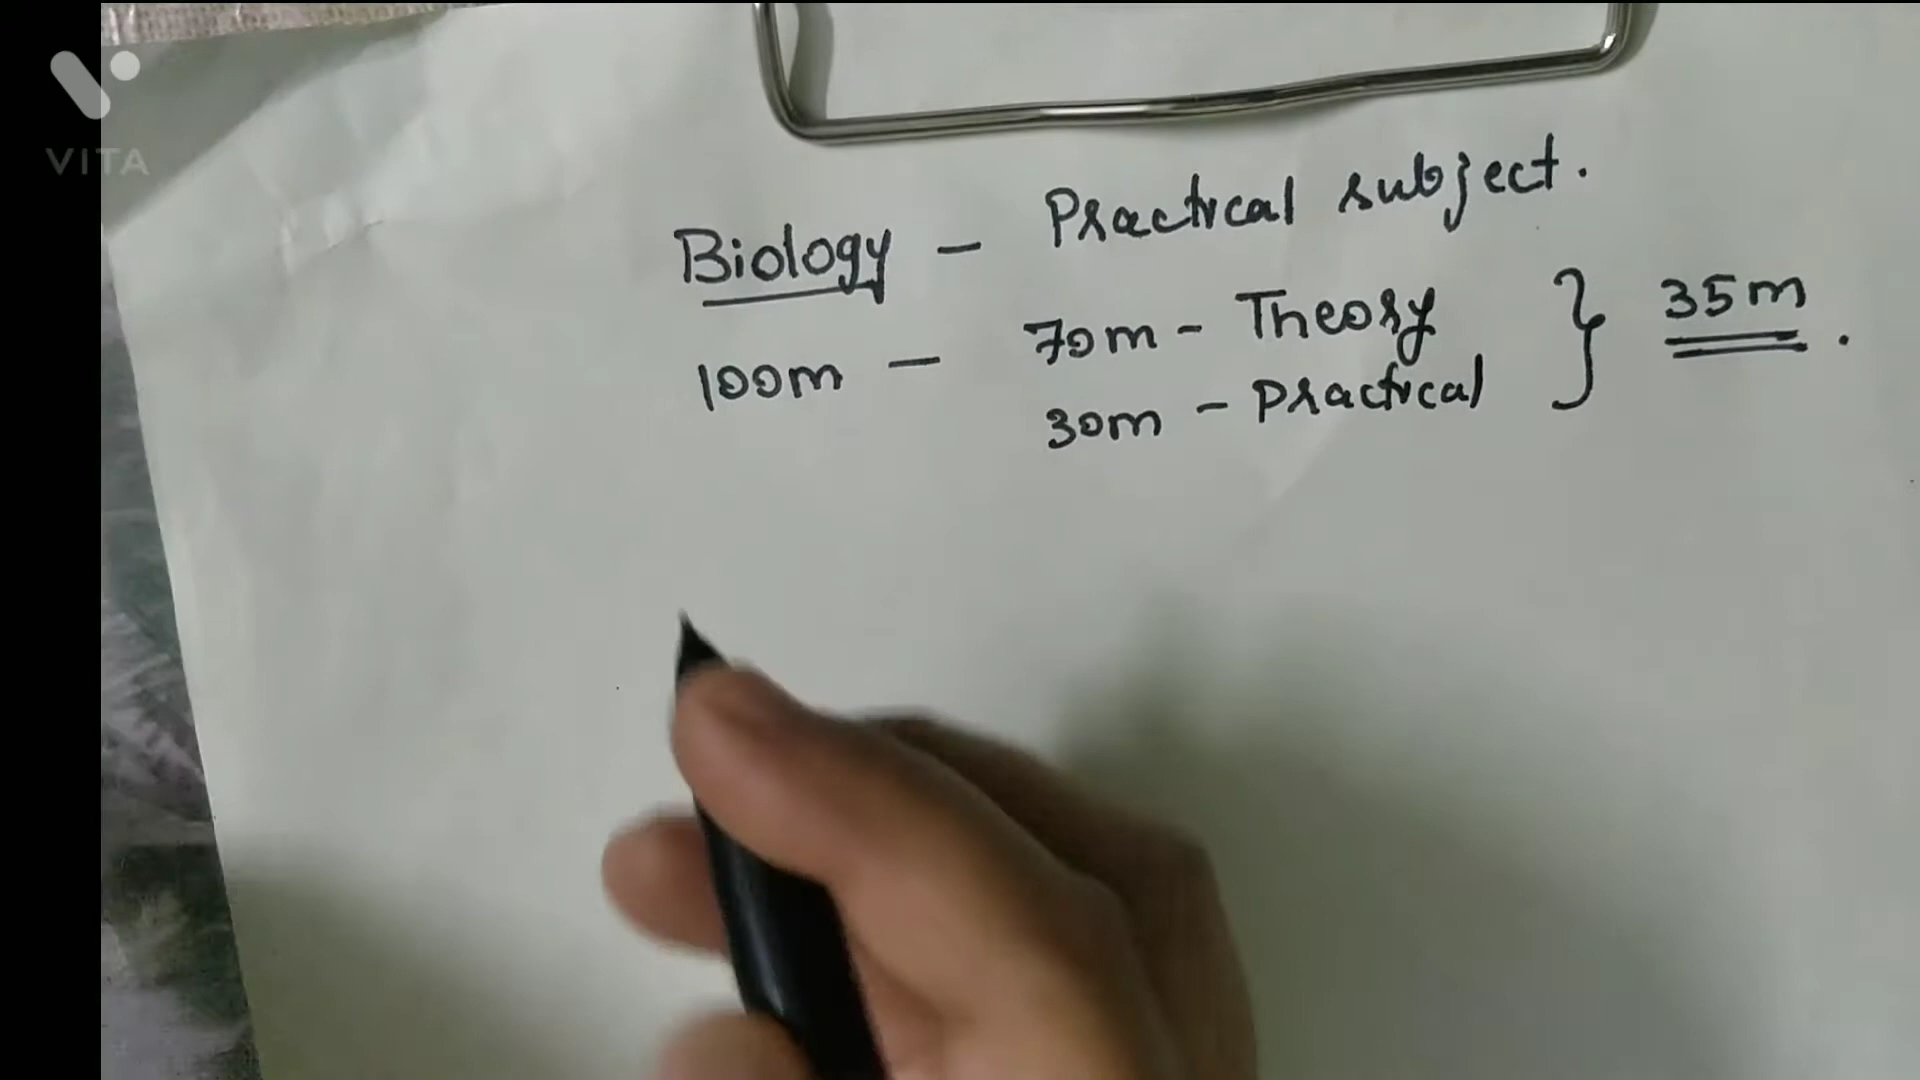 VITA
Biology - Practical subject.
100m - 70m - Theory } 35m.
30m - Practical